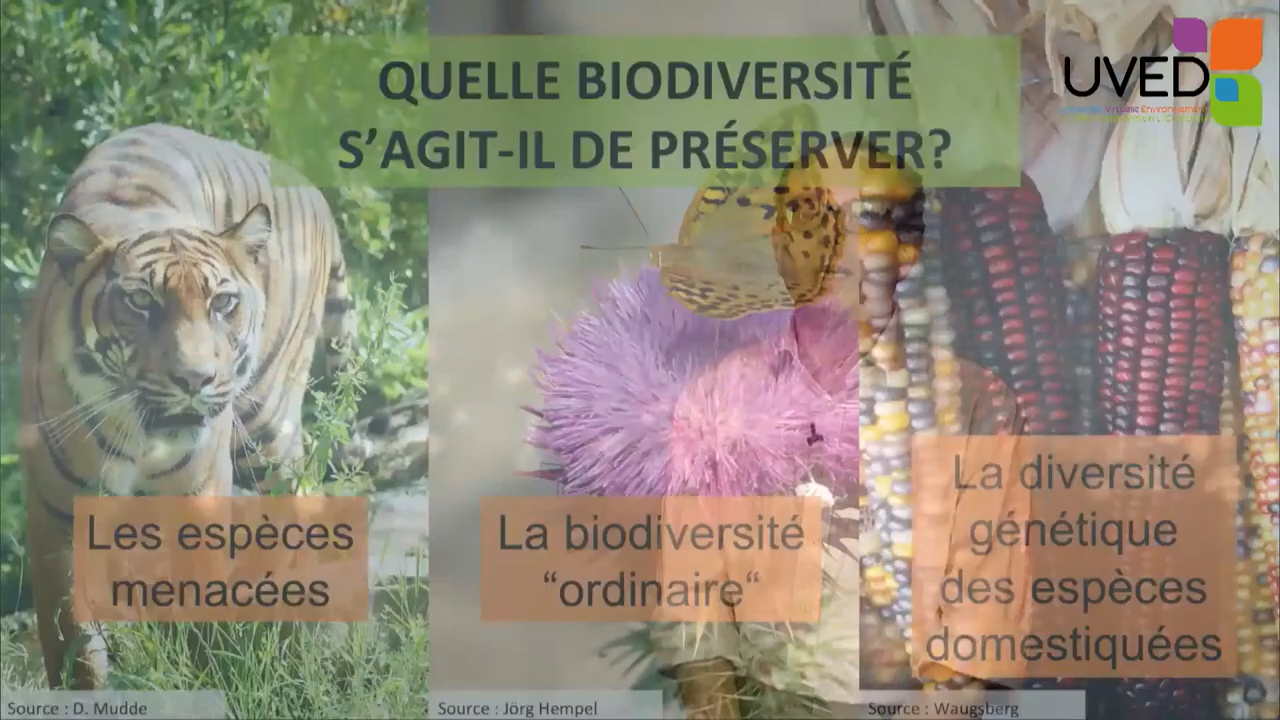 QUELLE BIODIVERSITÉ
S’AGIT-IL DE PRÉSERVER?
UVED
Les espèces
menacées
La biodiversité
“ordinaire“
La diversité
génétique
des espèces
domestiquées
Source : D. Mudde
Source : Jörg Hempel
Source : Waugsberg